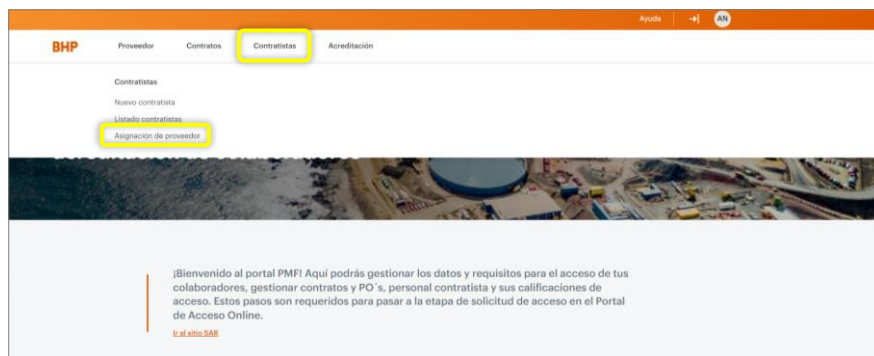 Ayuda
AN
BHP
Proveedor
Contratos
Contratistas
Acreditación
Contratistas
Nuevo contratista
Listado contratistas
Asignación de proveedor
¡Bienvenido al portal PMF! Aquí podrás gestionar los datos y requisitos para el acceso de tus
colaboradores, gestionar contratos y PO´s, personal contratista y sus calificaciones de
acceso. Estos pasos son requeridos para pasar a la etapa de solicitud de acceso en el Portal
de Acceso Online.
Ir al sitio SAR